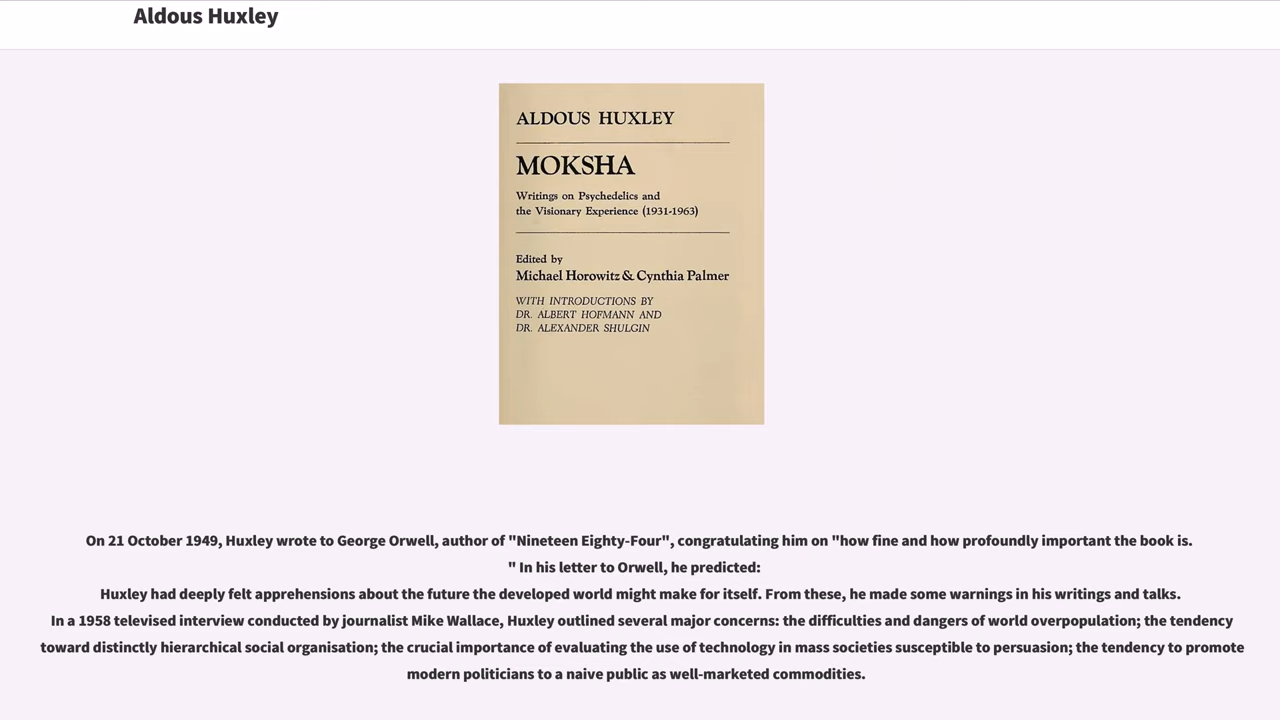 Aldous Huxley
ALDOUS HUXLEY
MOKSHA
Writings on Psychedelics and
the Visionary Experience (1931-1963)
Edited by
Michael Horowitz & Cynthia Palmer
WITH INTRODUCTIONS BY
DR. ALBERT HOFMANN AND
DR. ALEXANDER SHULGIN
On 21 October 1949, Huxley wrote to George Orwell, author of "Nineteen Eighty-Four", congratulating him on "how fine and how profoundly important the book is.
" In his letter to Orwell, he predicted:
Huxley had deeply felt apprehensions about the future the developed world might make for itself. From these, he made some warnings in his writings and talks.
In a 1958 televised interview conducted by journalist Mike Wallace, Huxley outlined several major concerns: the difficulties and dangers of world overpopulation; the tendency
toward distinctly hierarchical social organisation; the crucial importance of evaluating the use of technology in mass societies susceptible to persuasion; the tendency to promote
modern politicians to a naive public as well-marketed commodities.